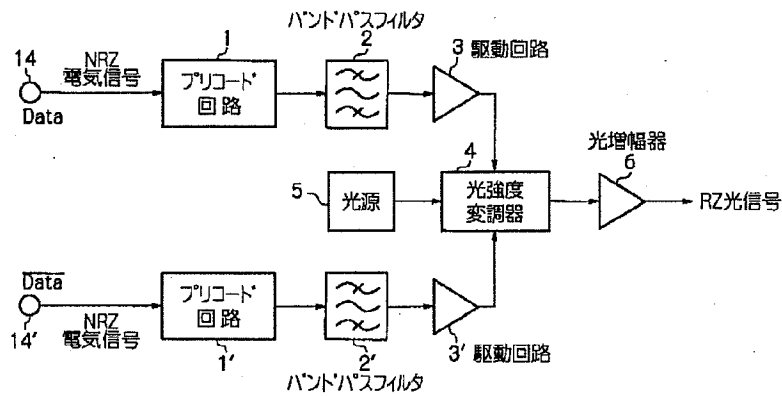 バンドパスフィルタ
14
NRZ
電気信号
Data
1
プリコード
回路
2
3 駆動回路
光増幅器
6
4
5
光源
光強度
変調器
RZ光信号
Data
14'
NRZ
電気信号
プリコード
回路
1'
2'
バンドパスフィルタ
3' 駆動回路